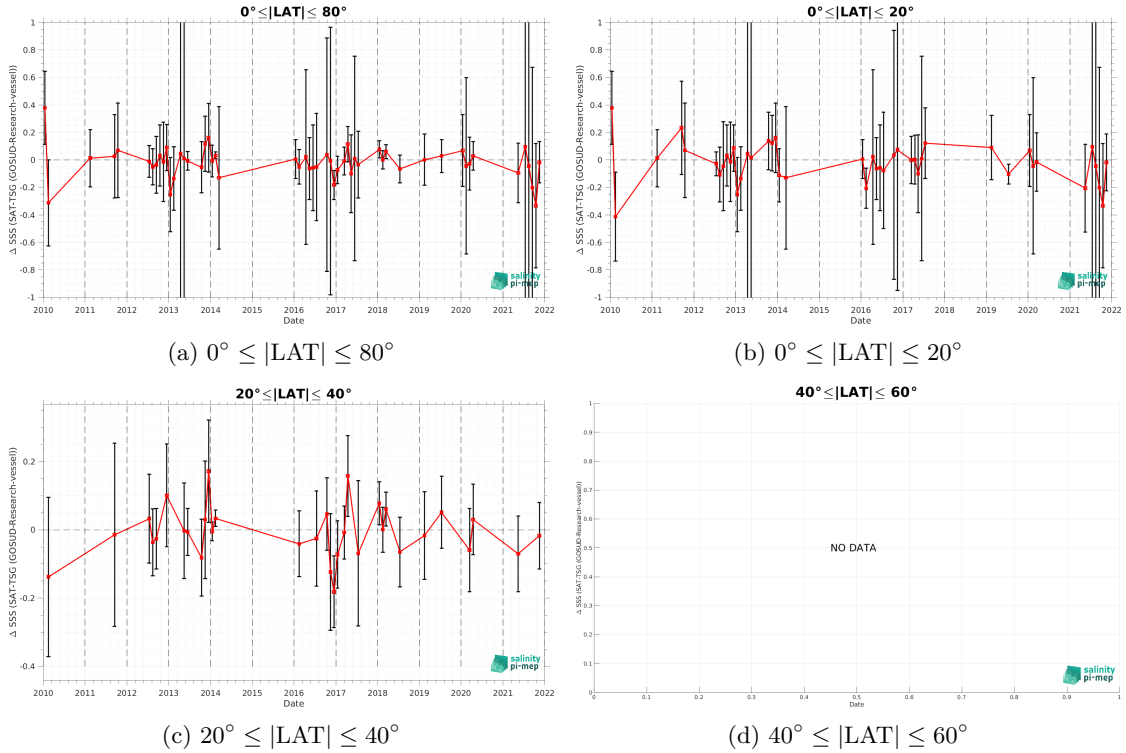 0°≤|LAT|≤ 80°
Δ SSS (SAT-TSG (GOSUD-Research-vessel))
1
0.8
0.6
0.4
0.2
0
-0.2
-0.4
-0.6
-0.8
-1
2010 2011 2012 2013 2014 2015 2016 2017 2018 2019 2020 2021 2022
Date
salinity
pi-mep
(a) 0° ≤ |LAT| ≤ 80°
0°≤|LAT|≤ 20°
Δ SSS (SAT-TSG (GOSUD-Research-vessel))
1
0.8
0.6
0.4
0.2
0
-0.2
-0.4
-0.6
-0.8
-1
2010 2011 2012 2013 2014 2015 2016 2017 2018 2019 2020 2021 2022
Date
salinity
pi-mep
(b) 0° ≤ |LAT| ≤ 20°
20°≤|LAT|≤ 40°
Δ SSS (SAT-TSG (GOSUD-Research-vessel))
0.2
0
-0.2
-0.4
2010 2011 2012 2013 2014 2015 2016 2017 2018 2019 2020 2021 2022
Date
salinity
pi-mep
(c) 20° ≤ |LAT| ≤ 40°
40°≤|LAT|≤ 60°
Δ SSS (SAT-TSG (GOSUD-Research-vessel))
1
0.9
0.8
0.7
0.6
0.5
0.4
0.3
0.2
0.1
0
NO DATA
0 0.1 0.2 0.3 0.4 0.5 0.6 0.7 0.8 0.9 1
Date
salinity
pi-mep
(d) 40° ≤ |LAT| ≤ 60°